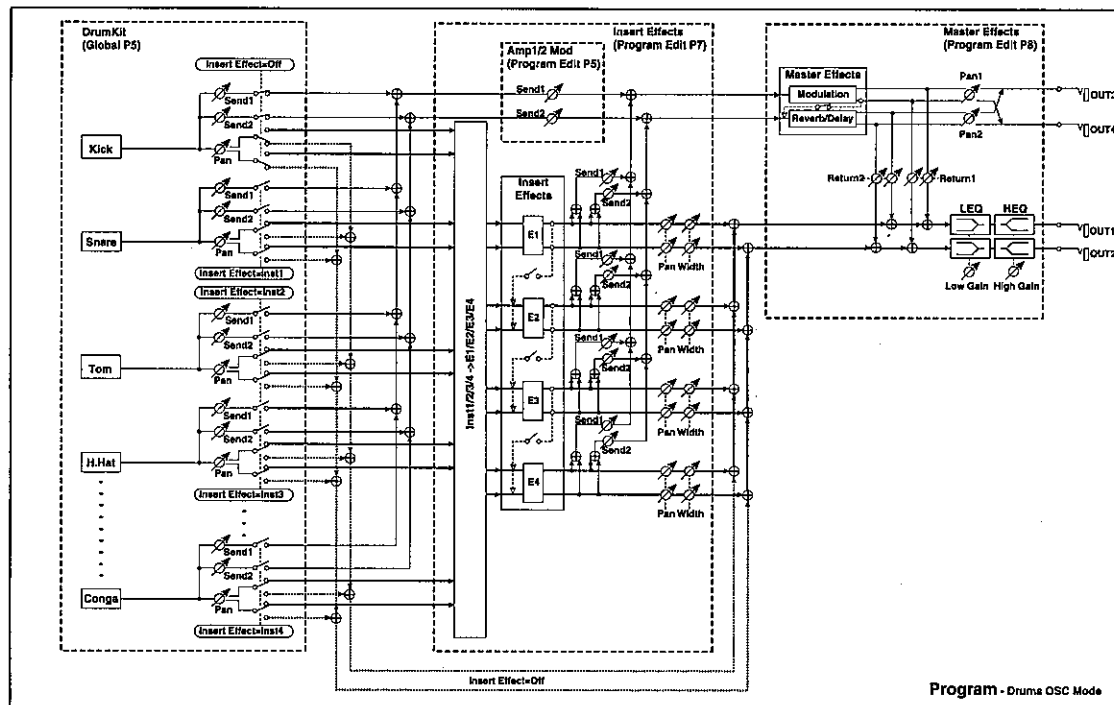 DrumKit
(Global P5)
Insert Effect=Off
Send1
Send2
Kick
Pan
Send1
Send2
Snare
Pan
Insert Effect=Inst1
Insert Effect=Inst2
Send1
Send2
Tom
Pan
Send1
Send2
H.Hat
Pan
Insert Effect=Inst3
Send1
Send2
Conga
Pan
Insert Effect=Inst4
Insert Effects
(Program Edit P7)
Amp1/2 Mod
(Program Edit P5)
Send1
Send2
Inst1/2/3/4 ->E1/E2/E3/E4
Insert
Effects
Send1
Send2
E1
Pan Width
Send1
Send2
E2
Pan Width
Send1
Send2
E3
Pan Width
Send1
Send2
E4
Pan Width
Insert Effect=Off
Master Effects
(Program Edit P8)
Master Effects
Modulation
Reverb/Delay
Pan1
Pan2
OUT3
OUT4
Return2
Return1
LEQ
HEQ
OUT1
OUT2
Low Gain
High Gain
Program - Drums OSC Mode